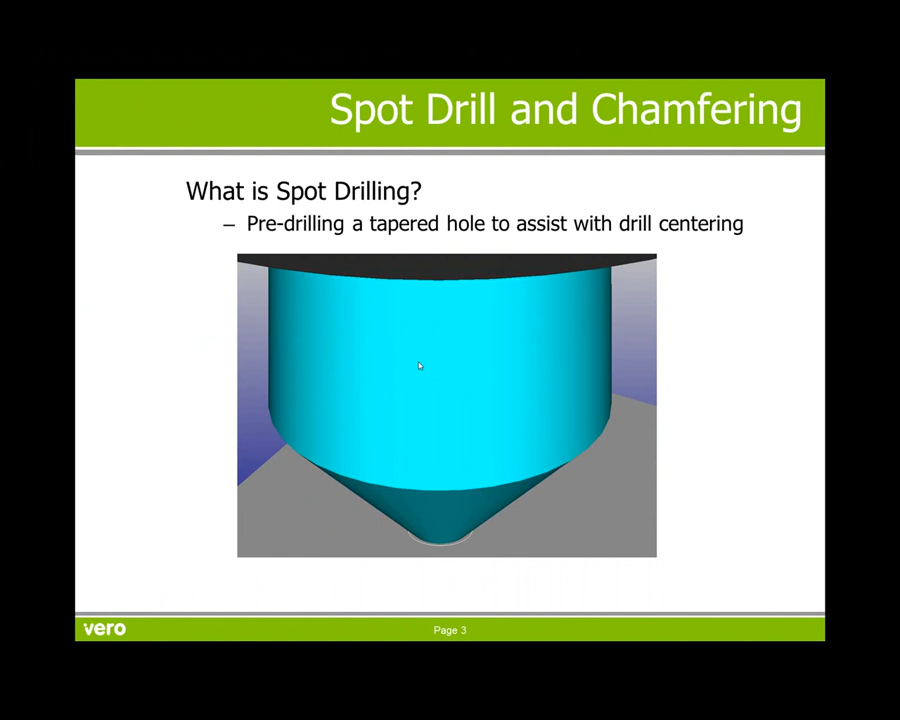 Spot Drill and Chamfering
What is Spot Drilling?
– Pre-drilling a tapered hole to assist with drill centering
vero
Page 3